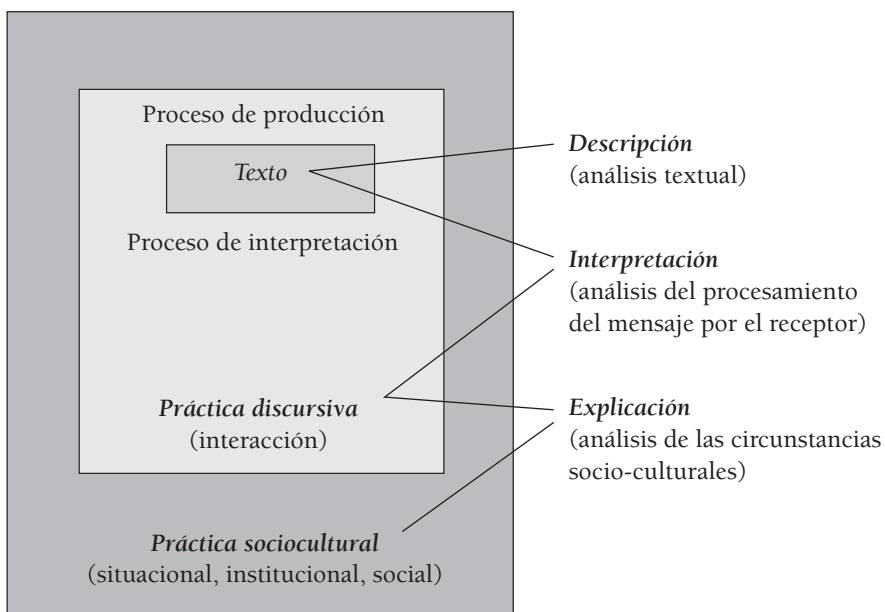 Proceso de producción
Texto
Proceso de interpretación
Práctica discursiva
(interacción)
Práctica sociocultural
(situacional, institucional, social)
Descripción
(análisis textual)
Interpretación
(análisis del procesamiento
del mensaje por el receptor)
Explicación
(análisis de las circunstancias
socio-culturales)